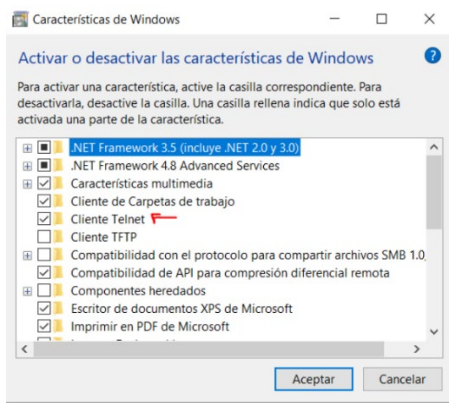 Características de Windows
Activar o desactivar las características de Windows
Para activar una característica, active la casilla correspondiente. Para
desactivarla, desactive la casilla. Una casilla rellena indica que solo está
activada una parte de la característica.
.NET Framework 3.5 (incluye .NET 2.0 y 3.0)
.NET Framework 4.8 Advanced Services
Características multimedia
Cliente de Carpetas de trabajo
Cliente Telnet
Cliente TFTP
Compatibilidad con el protocolo para compartir archivos SMB 1.0,
Compatibilidad de API para compresión diferencial remota
Componentes heredados
Escritor de documentos XPS de Microsoft
Imprimir en PDF de Microsoft
Aceptar
Cancelar